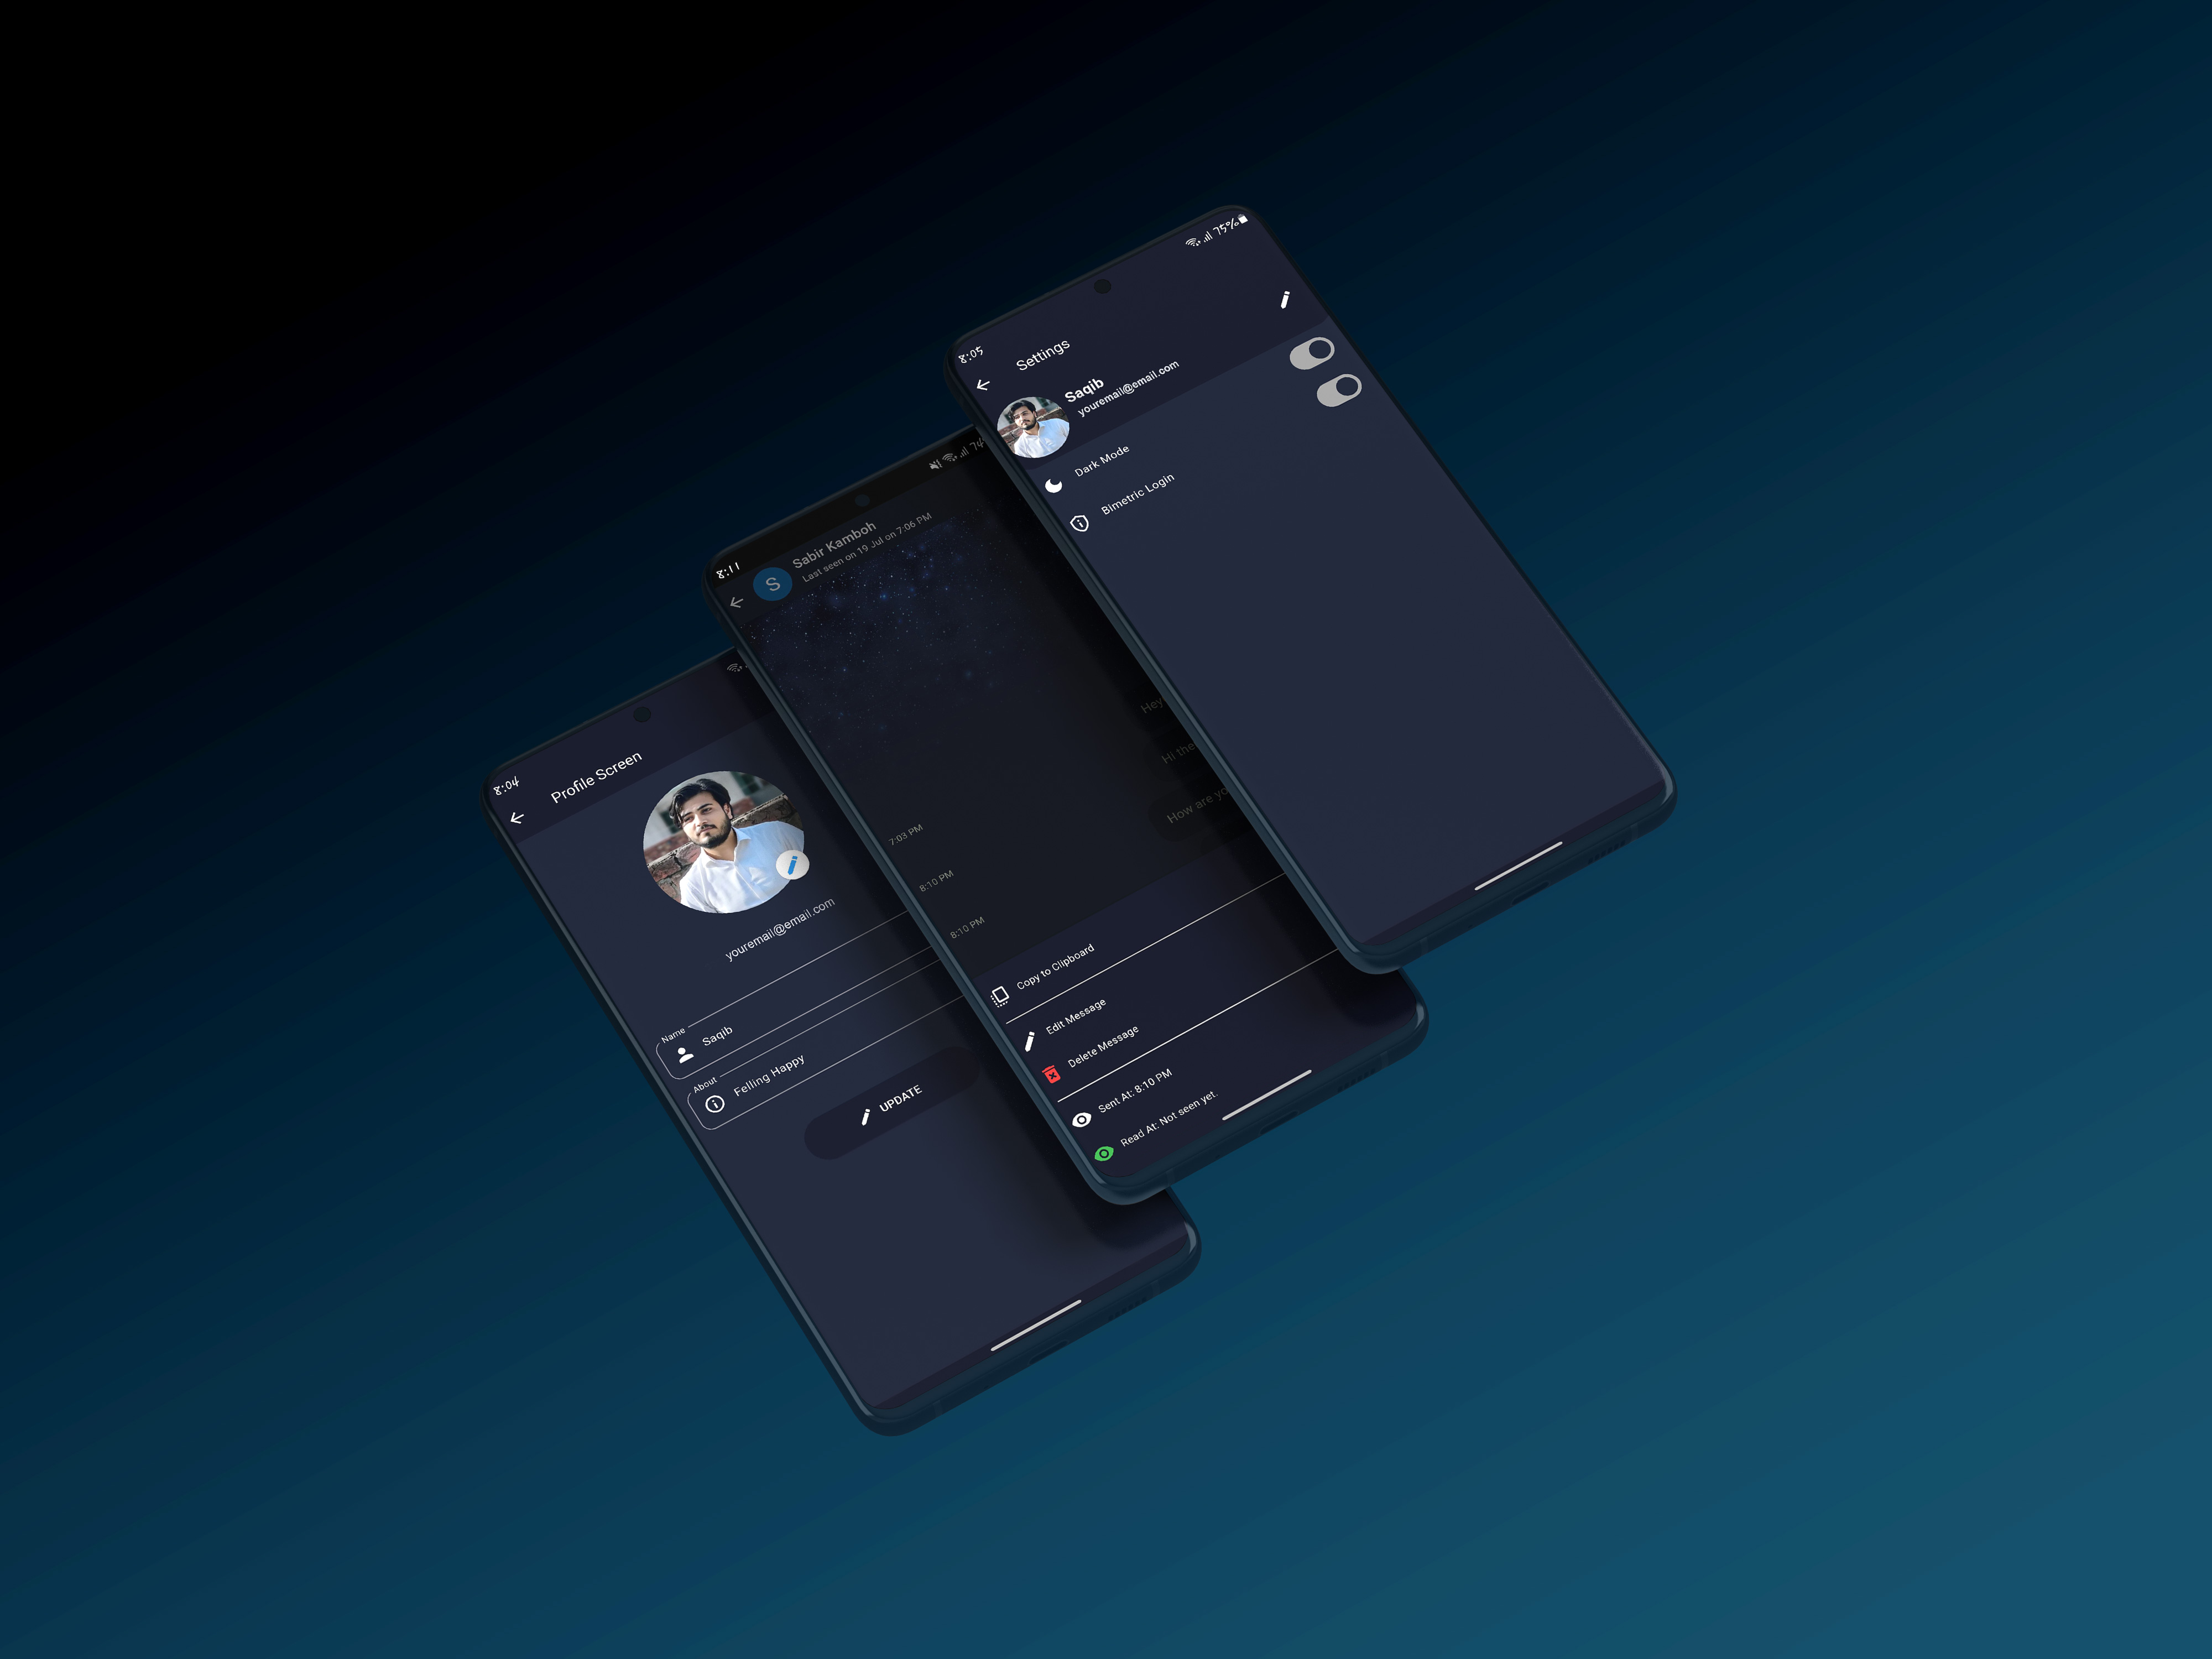 8:04
Profile Screen
youremail@email.com
Name
Saqib
About
Felling Happy
UPDATE
8:11
S
Sabir Kamboh
Last seen on 19 Jul on 7:06 PM
Hey
7:03 PM
8:10 PM
How are
8:10 PM
Copy to Clipboard
Edit Message
Delete Message
Sent At: 8:10 PM
Read At: Not seen yet.
8:05
75%
Settings
Saqib
youremail@email.com
Dark Mode
Bimetric Login